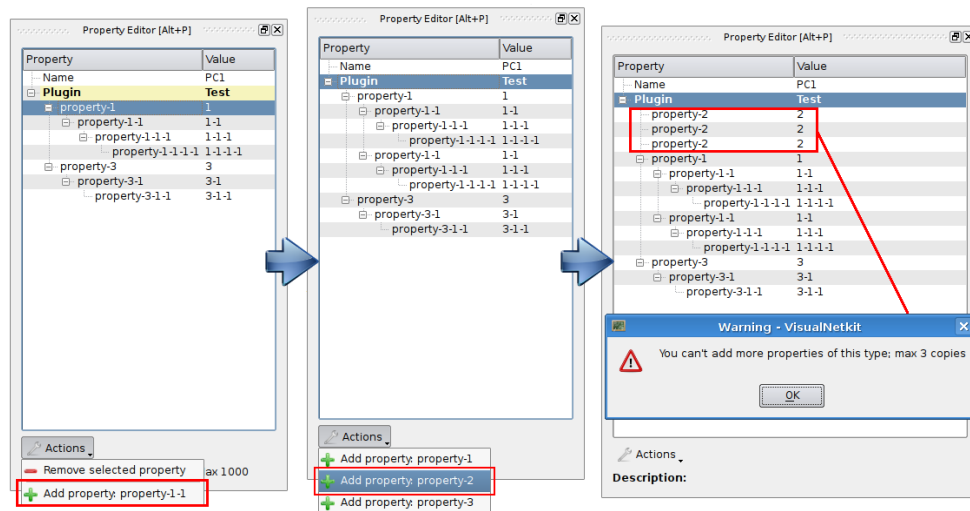 Property Editor [Alt+P]
Property Value
Name PC1
Plugin Test
property-1 1
property-1-1 1-1
property-1-1-1 1-1-1
property-1-1-1-1 1-1-1-1
property-3 3
property-3-1 3-1
property-3-1-1 3-1-1
Actions
Remove selected property
ax 1000
Add property: property-1-1
Property Editor [Alt+P]
Property Value
Name PC1
Plugin Test
property-1 1
property-1-1 1-1
property-1-1-1 1-1-1
property-1-1-1-1 1-1-1-1
property-1-1 1-1
property-1-1-1 1-1-1
property-1-1-1-1 1-1-1-1
property-3 3
property-3-1 3-1
property-3-1-1 3-1-1
Actions
Add property: property-1
Add property: property-2
Add property: property-3
Property Editor [Alt+P]
Property Value
Name PC1
Plugin Test
property-2 2
property-2 2
property-2 2
property-1 1
property-1-1 1-1
property-1-1-1 1-1-1
property-1-1-1-1 1-1-1-1
property-1-1 1-1
property-1-1-1 1-1-1
property-1-1-1-1 1-1-1-1
property-3 3
property-3-1 3-1
property-3-1-1 3-1-1
Warning - VisualNetkit
You can't add more properties of this type; max 3 copies
OK
Actions
Description: